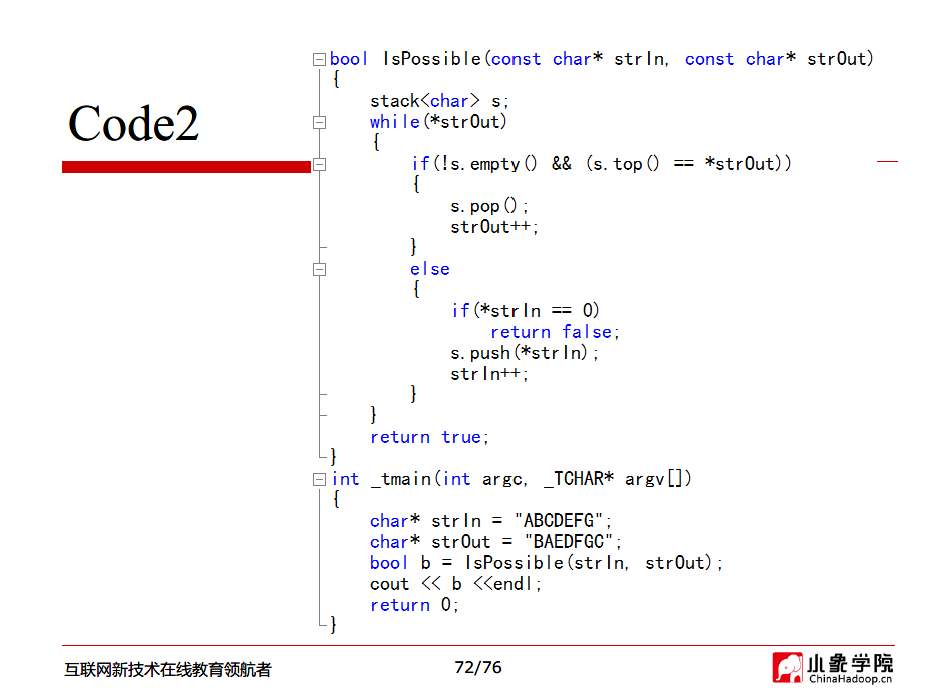 Code2
bool IsPossible(const char* strIn, const char* strOut)
{
    stack<char> s;
    while(*strOut)
    {
        if(!s.empty() && (s.top() == *strOut))
        {
            s.pop();
            strOut++;
        }
        else
        {
            if(*strIn == 0)
                return false;
            s.push(*strIn);
            strIn++;
        }
    }
    return true;
}
int _tmain(int argc, _TCHAR* argv[])
{
    char* strIn = "ABCDEFG";
    char* strOut = "BAEDFGC";
    bool b = IsPossible(strIn, strOut);
    cout << b <<endl;
    return 0;
}
互联网新技术在线教育领航者
72/76
小象学院
ChinaHadoop.cn